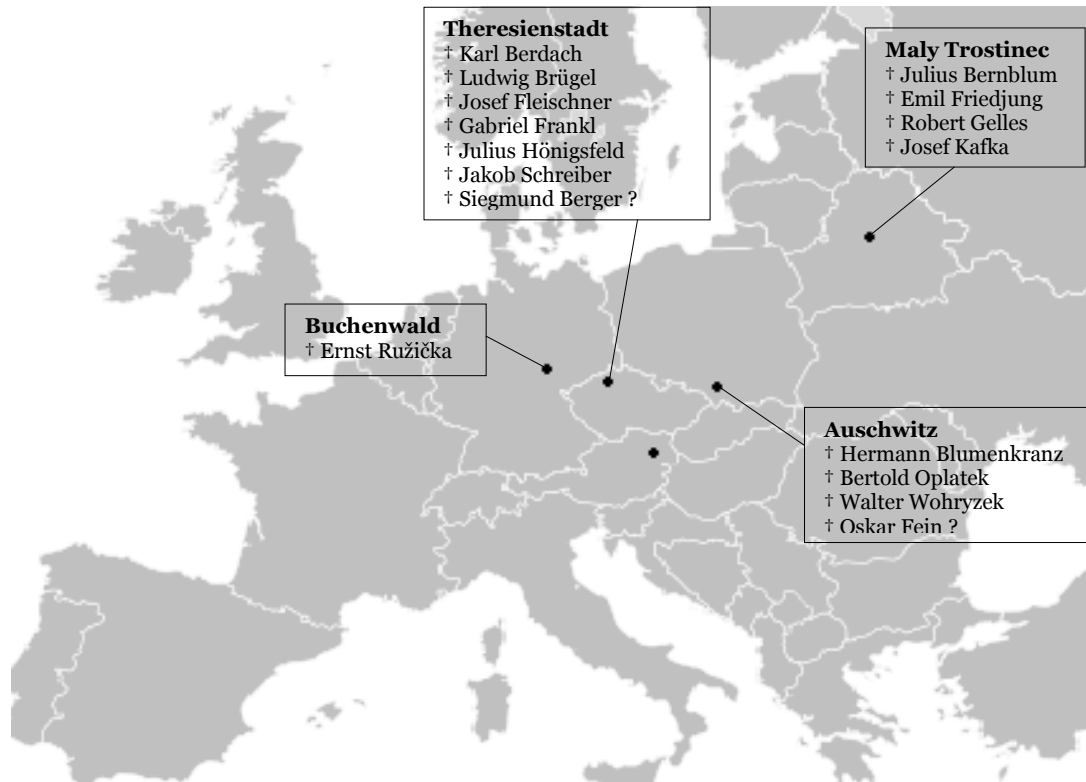 Theresienstadt
† Karl Berdach
† Ludwig Brügel
† Josef Fleischner
† Gabriel Frankl
† Julius Hönigsfeld
† Jakob Schreiber
† Siegmund Berger ?
Maly Trostinec
† Julius Bernblum
† Emil Friedjung
† Robert Gelles
† Josef Kafka
Buchenwald
† Ernst Ružička
Auschwitz
† Hermann Blumenkranz
† Bertold Oplatek
† Walter Wohryzek
† Oskar Fein ?